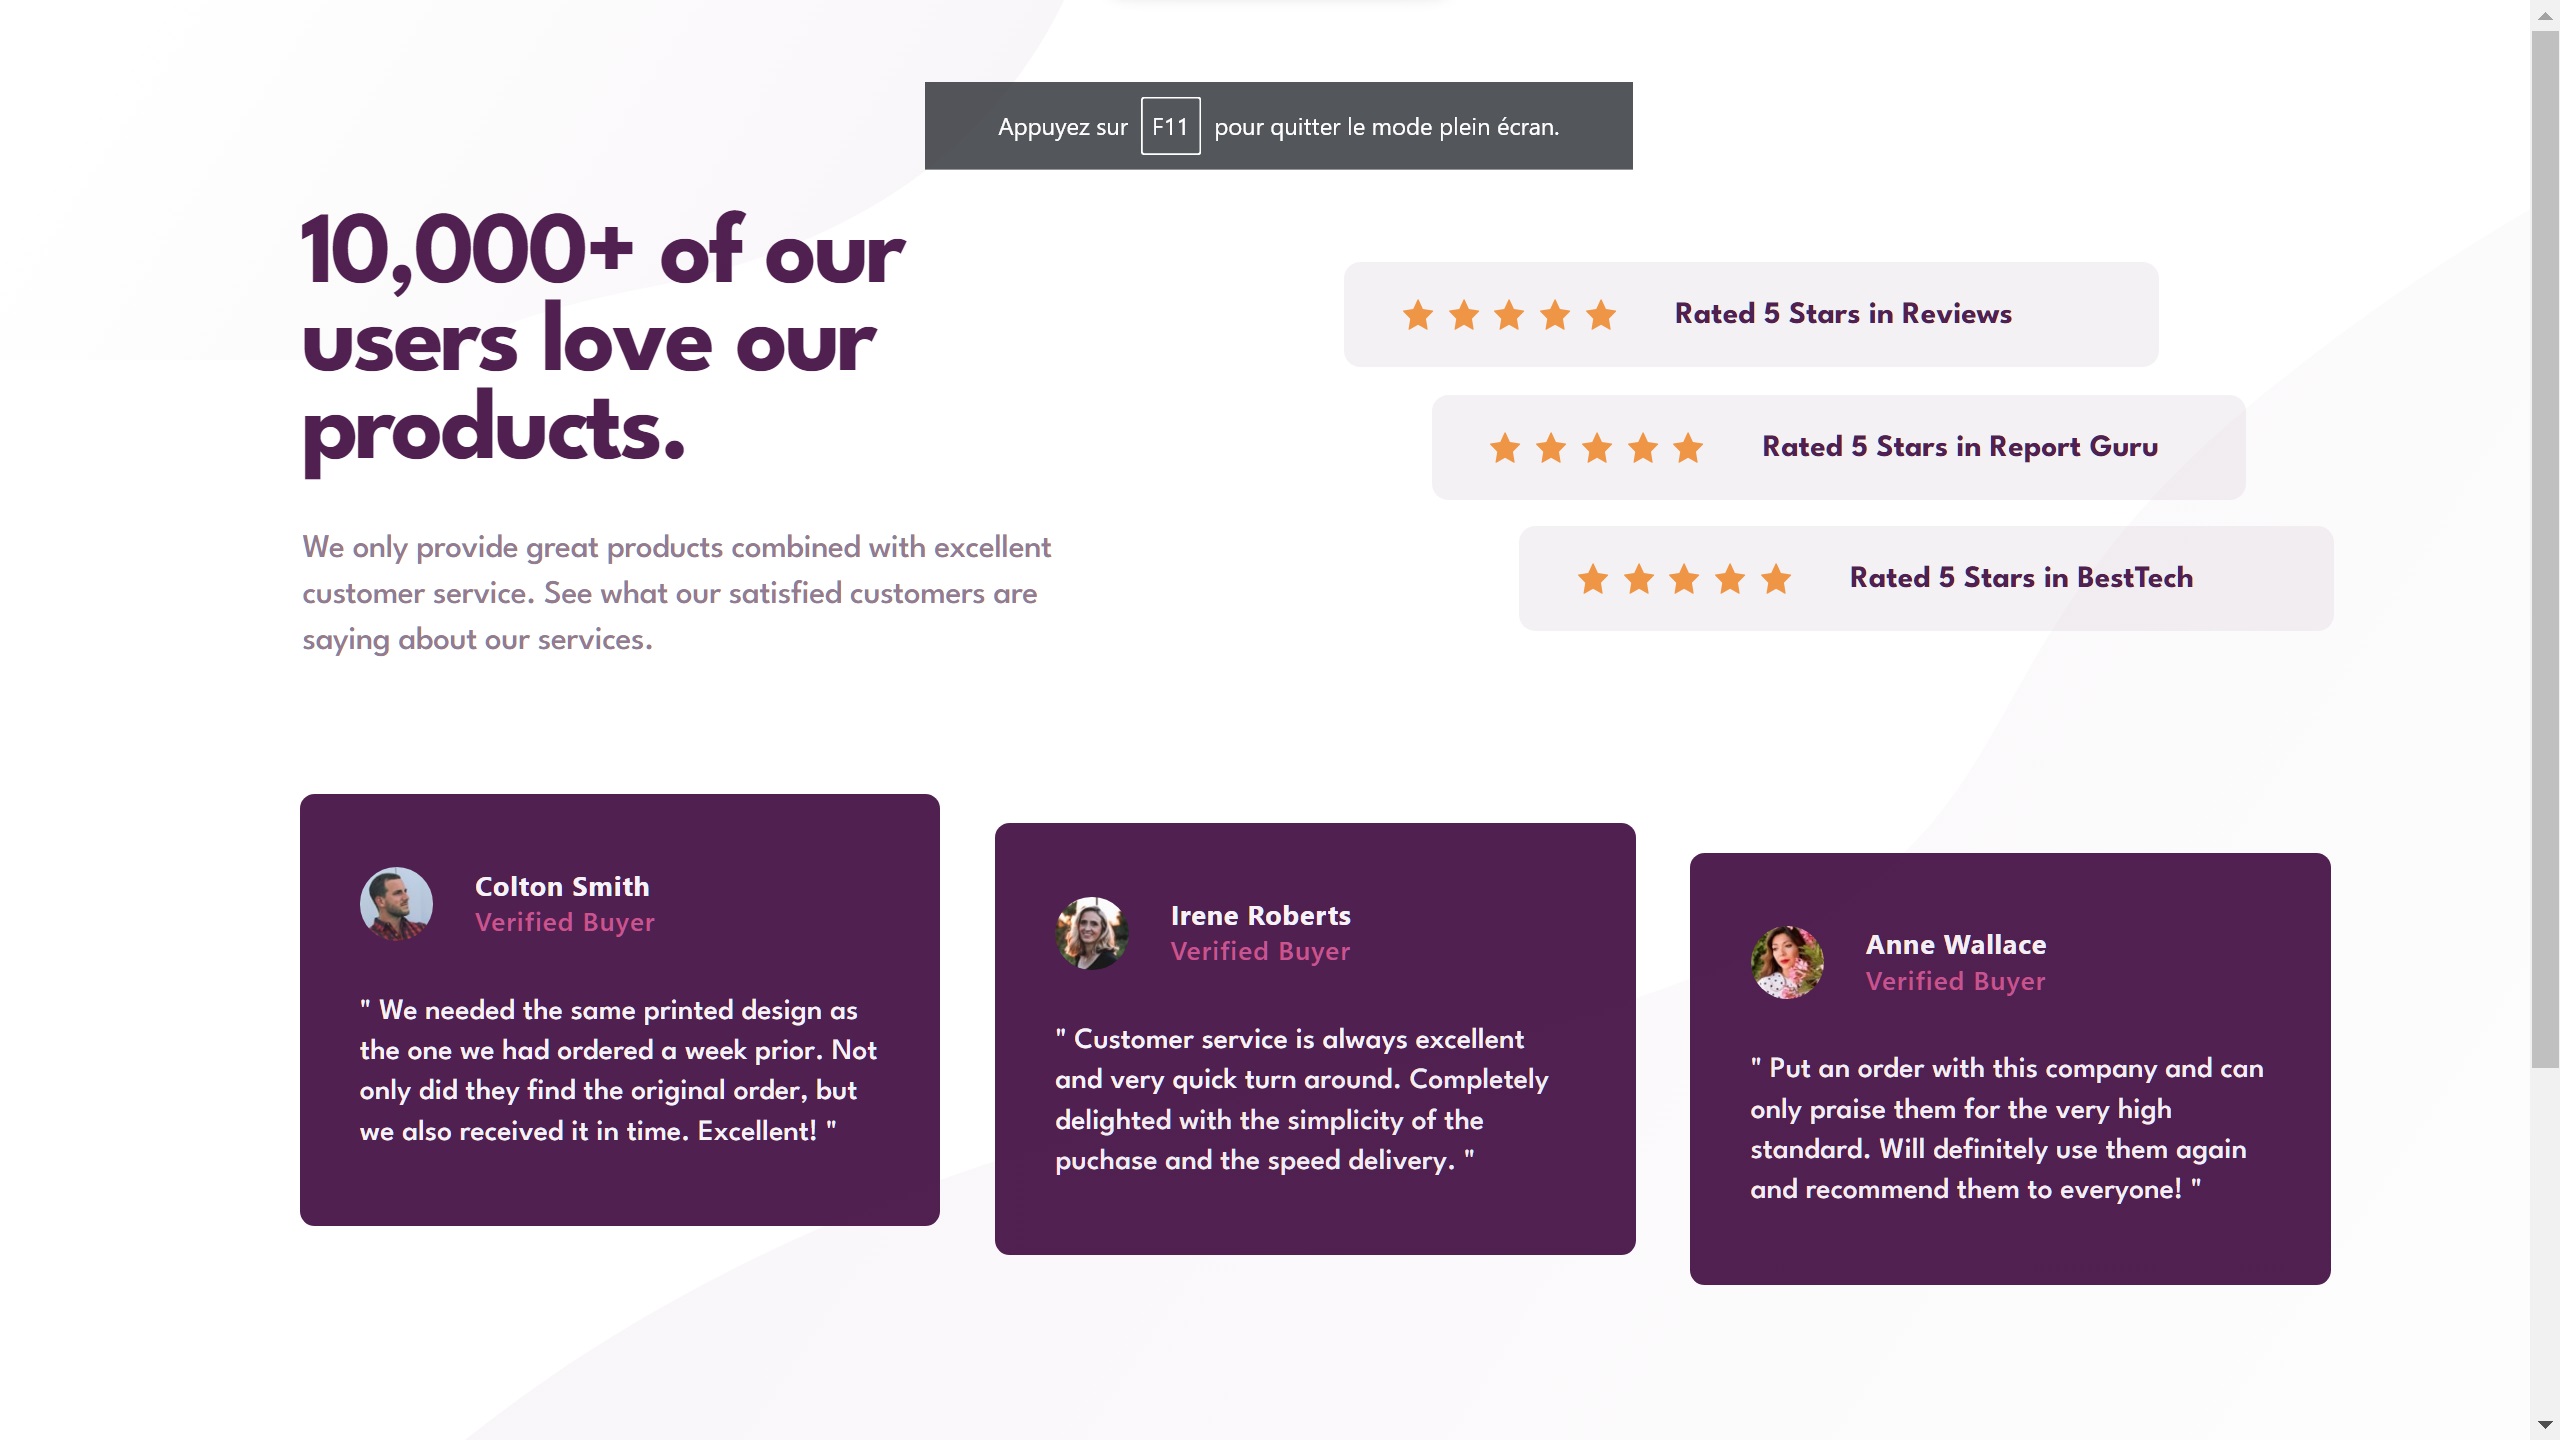 Appuyez sur F11 pour quitter le mode plein écran.
10,000+ of our
users love our
products.
We only provide great products combined with excellent
customer service. See what our satisfied customers are
saying about our services.
Rated 5 Stars in Reviews
Rated 5 Stars in Report Guru
Rated 5 Stars in BestTech
Colton Smith
Verified Buyer
" We needed the same printed design as
the one we had ordered a week prior. Not
only did they find the original order, but
we also received it in time. Excellent! "
Irene Roberts
Verified Buyer
" Customer service is always excellent
and very quick turn around. Completely
delighted with the simplicity of the
puchase and the speed delivery. "
Anne Wallace
Verified Buyer
" Put an order with this company and can
only praise them for the very high
standard. Will definitely use them again
and recommend them to everyone! "